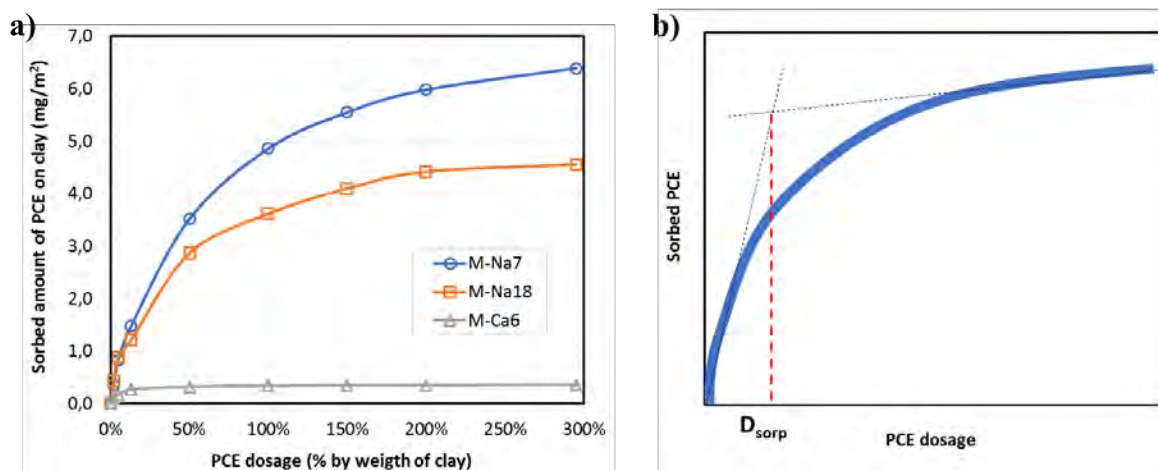 a)
7,0
6,0
5,0
4,0
3,0
2,0
1,0
0,0
Sorbed amount of PCE on clay (mg/m²)
M-Na7
M-Na18
M-Ca6
0% 50% 100% 150% 200% 250% 300%
PCE dosage (% by weigth of clay)
b)
Sorbed PCE
D_sorp
PCE dosage